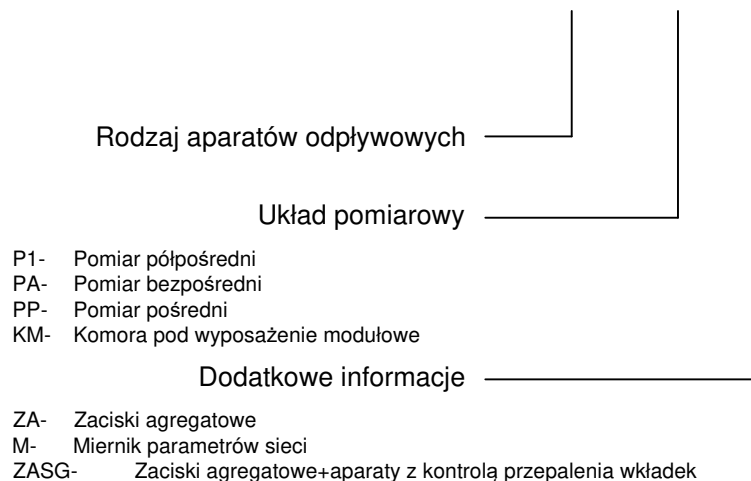 Rodzaj aparatów odpływowych
Układ pomiarowy
P1- Pomiar półpośredni
PA- Pomiar bezpośredni
PP- Pomiar pośredni
KM- Komora pod wyposażenie modułowe
Dodatkowe informacje
ZA- Zaciski agregatowe
M- Miernik parametrów sieci
ZASG- Zaciski agregatowe+aparaty z kontrolą przepalenia wkładek